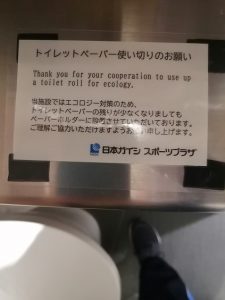 トイレットペーパー使い切りのお願い
Thank you for your cooperation to use up
a toilet roll for ecology.
当施設ではエコロジー対策のため、
トイレットペーパーの残りが少なくなりましても
ペーパーホルダーに させていただいております。
ご理解ご協力いただけますようお 申し上げます。
日本ガイシ スポーツプラザ